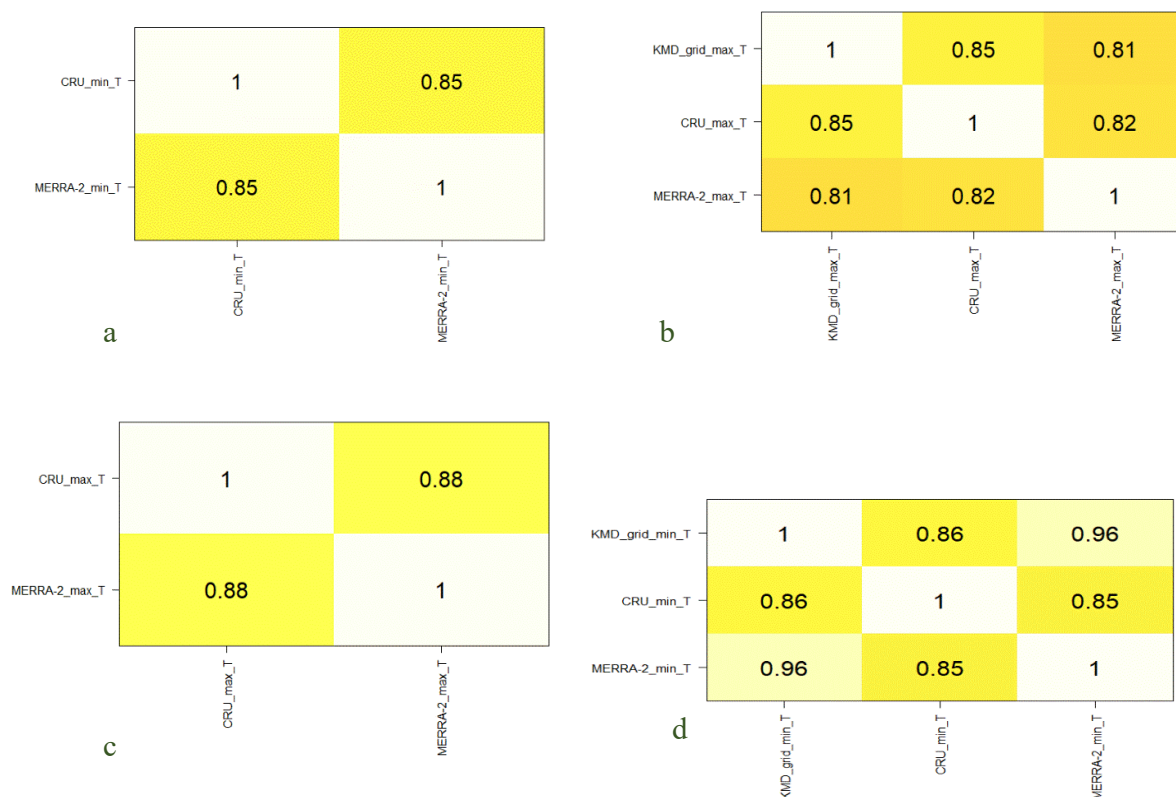 CRU_min_T 1 0.85
MERRA-2_min_T 0.85 1
CRU_min_T
MERRA-2_min_T
a
KMD_grid_max_T 1 0.85 0.81
CRU_max_T 0.85 1 0.82
MERRA-2_max_T 0.81 0.82 1
KMD_grid_max_T
CRU_max_T
MERRA-2_max_T
b
CRU_max_T 1 0.88
MERRA-2_max_T 0.88 1
CRU_max_T
MERRA-2_max_T
c
KMD_grid_min_T 1 0.86 0.96
CRU_min_T 0.86 1 0.85
MERRA-2_min_T 0.96 0.85 1
KMD_grid_min_T
CRU_min_T
MERRA-2_min_T
d